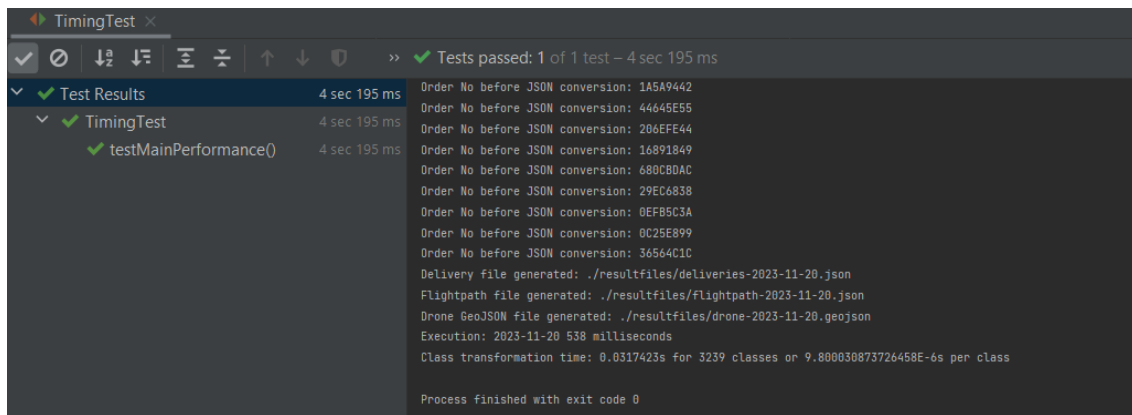 TimingTest ×
» Tests passed: 1 of 1 test – 4 sec 195 ms
Test Results 4 sec 195 ms
TimingTest 4 sec 195 ms
testMainPerformance() 4 sec 195 ms
Order No before JSON conversion: 1A5A9442
Order No before JSON conversion: 44645E55
Order No before JSON conversion: 206EFE44
Order No before JSON conversion: 16891849
Order No before JSON conversion: 680CBDAC
Order No before JSON conversion: 29EC6838
Order No before JSON conversion: 0EFB5C3A
Order No before JSON conversion: 0C25E899
Order No before JSON conversion: 36564C1C
Delivery file generated: ./resultfiles/deliveries-2023-11-20.json
Flightpath file generated: ./resultfiles/flightpath-2023-11-20.json
Drone GeoJSON file generated: ./resultfiles/drone-2023-11-20.geojson
Execution: 2023-11-20 538 milliseconds
Class transformation time: 0.0317423s for 3239 classes or 9.800030873726458E-6s per class
Process finished with exit code 0